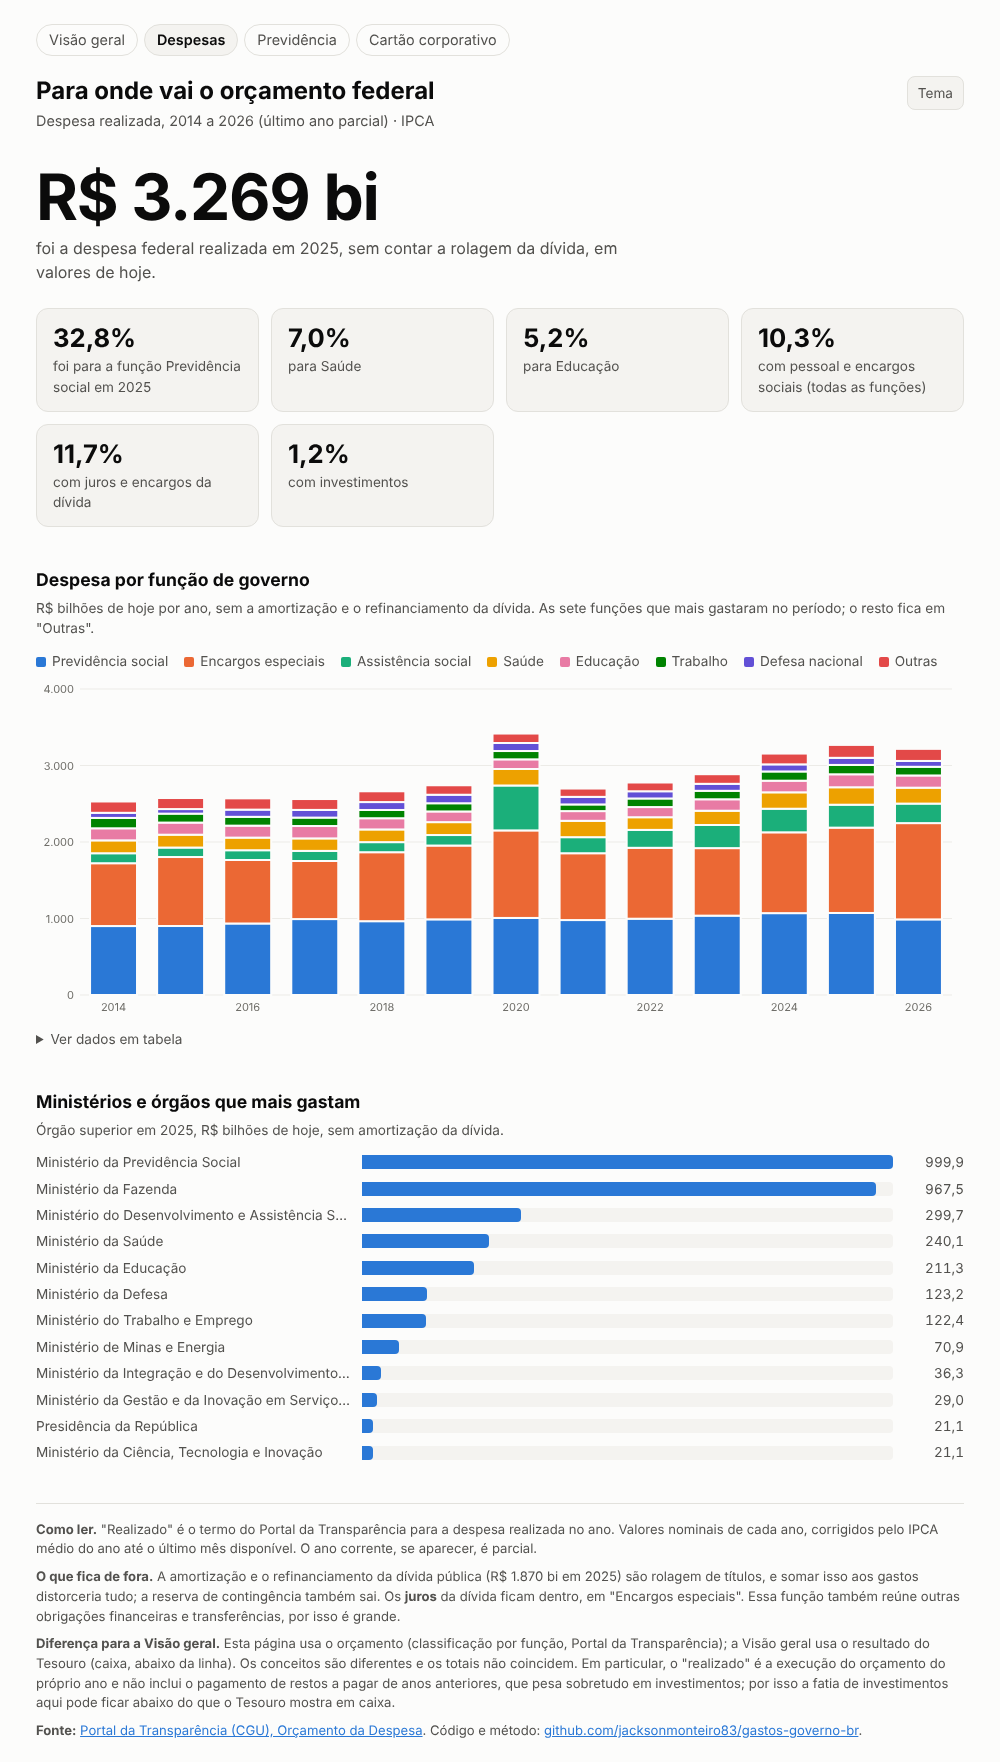 Visão geral Despesas Previdência Cartão corporativo
Para onde vai o orçamento federal
Tema
Despesa realizada, 2014 a 2026 (último ano parcial) · IPCA
R$ 3.269 bi
foi a despesa federal realizada em 2025, sem contar a rolagem da dívida, em
valores de hoje.
32,8%
foi para a função Previdência
social em 2025
7,0%
para Saúde
5,2%
para Educação
10,3%
com pessoal e encargos
sociais (todas as funções)
11,7%
com juros e encargos da
dívida
1,2%
com investimentos
Despesa por função de governo
R$ bilhões de hoje por ano, sem a amortização e o refinanciamento da dívida. As sete funções que mais gastaram no período; o resto fica em
"Outras".
Previdência social Encargos especiais Assistência social Saúde Educação Trabalho Defesa nacional Outras
4.000
3.000
2.000
1.000
0
2014 2016 2018 2020 2022 2024 2026
▶ Ver dados em tabela
Ministérios e órgãos que mais gastam
Órgão superior em 2025, R$ bilhões de hoje, sem amortização da dívida.
Ministério da Previdência Social 999,9
Ministério da Fazenda 967,5
Ministério do Desenvolvimento e Assistência S... 299,7
Ministério da Saúde 240,1
Ministério da Educação 211,3
Ministério da Defesa 123,2
Ministério do Trabalho e Emprego 122,4
Ministério de Minas e Energia 70,9
Ministério da Integração e do Desenvolvimento... 36,3
Ministério da Gestão e da Inovação em Serviço... 29,0
Presidência da República 21,1
Ministério da Ciência, Tecnologia e Inovação 21,1
Como ler. "Realizado" é o termo do Portal da Transparência para a despesa realizada no ano. Valores nominais de cada ano, corrigidos pelo IPCA
médio do ano até o último mês disponível. O ano corrente, se aparecer, é parcial.
O que fica de fora. A amortização e o refinanciamento da dívida pública (R$ 1.870 bi em 2025) são rolagem de títulos, e somar isso aos gastos
distorceria tudo; a reserva de contingência também sai. Os juros da dívida ficam dentro, em "Encargos especiais". Essa função também reúne outras
obrigações financeiras e transferências, por isso é grande.
Diferença para a Visão geral. Esta página usa o orçamento (classificação por função, Portal da Transparência); a Visão geral usa o resultado do
Tesouro (caixa, abaixo da linha). Os conceitos são diferentes e os totais não coincidem. Em particular, o "realizado" é a execução do orçamento do
próprio ano e não inclui o pagamento de restos a pagar de anos anteriores, que pesa sobretudo em investimentos; por isso a fatia de investimentos
aqui pode ficar abaixo do que o Tesouro mostra em caixa.
Fonte: Portal da Transparência (CGU), Orçamento da Despesa. Código e método: github.com/jacksonmonteiro83/gastos-governo-br.